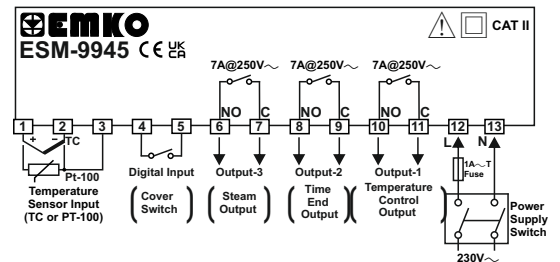 EMKO
ESM-9945 CE UK CA
CAT II
7A@250V～ 7A@250V～ 7A@250V～
NO C NO C NO C
1 2 3 4 5 6 7 8 9 10 11 12 13
+ - TC
L N
Pt-100
1A～T
Fuse
Temperature
Sensor Input
(TC or PT-100)
Digital Input
(Cover
Switch)
Output-3
(Steam
Output)
Output-2
(Time
End
Output)
Output-1
(Temperature
Control
Output)
Power
Supply
Switch
230V～